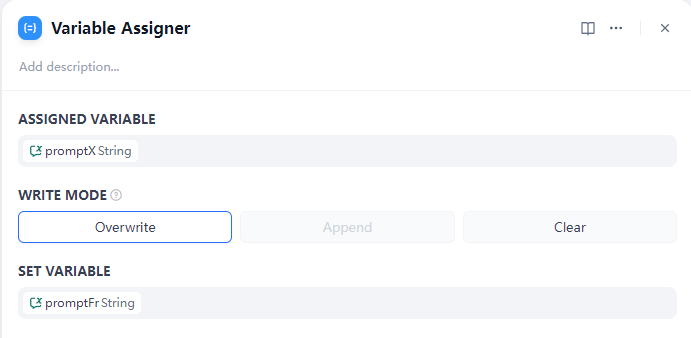 Variable Assigner
Add description...
ASSIGNED VARIABLE
promptX String
WRITE MODE
Overwrite Append Clear
SET VARIABLE
promptFr String